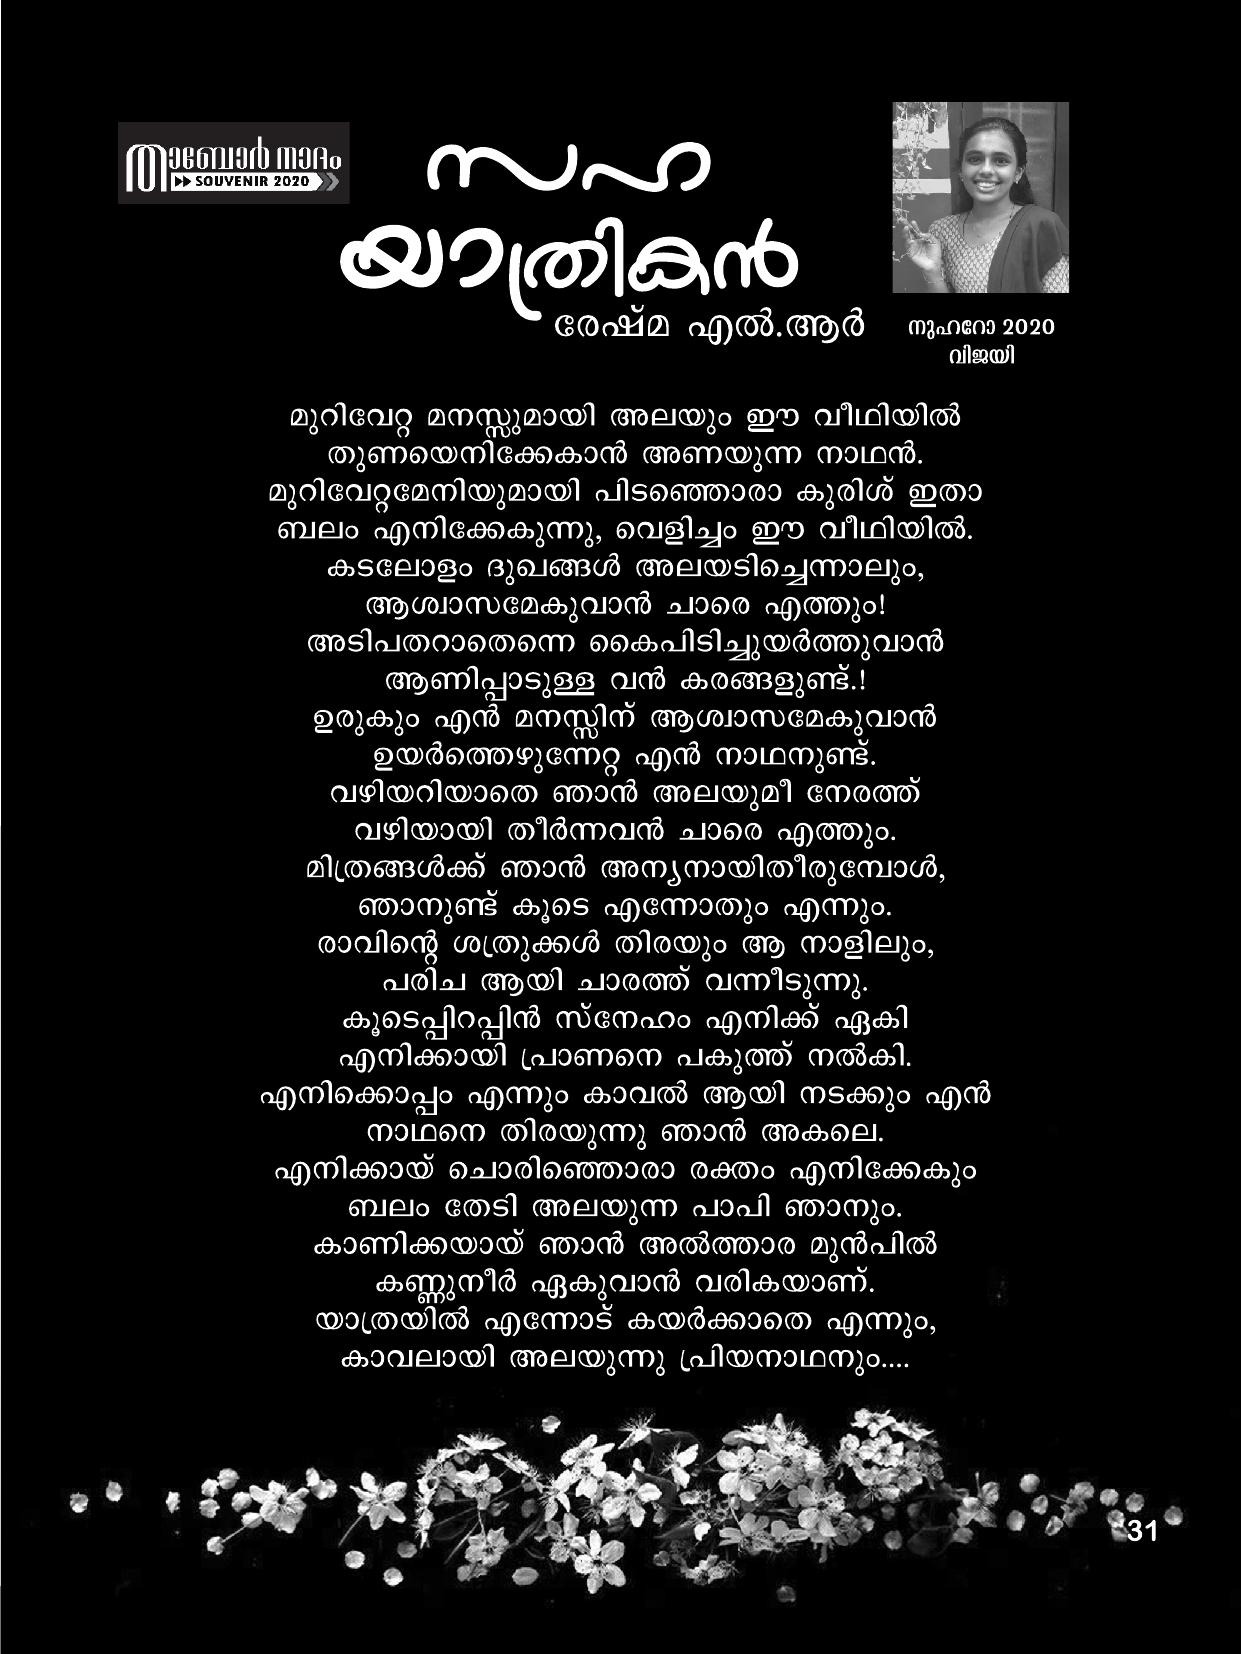 താബോർ നാദം
SOUVENIR 2020
സഹ
യാത്രികൻ
രേഷ്മ എൽ.ആർ
നുഹറോ 2020
വിജയി
മുറിവേറ്റ മനസ്സുമായി അലയും ഈ വീഥിയിൽ
തുണയെനിക്കേകാൻ അണയുന്ന നാഥൻ.
മുറിവേറ്റമേനിയുമായി പിടഞ്ഞൊരാ കുരിശ് ഇതാ
ബലം എനിക്കേകുന്നു, വെളിച്ചം ഈ വീഥിയിൽ.
കടലോളം ദുഖങ്ങൾ അലയടിച്ചെന്നാലും,
ആശ്വാസമേകുവാൻ ചാരെ എത്തും!
അടിപതറാതെന്നെ കൈപിടിച്ചുയർത്തുവാൻ
ആണിപ്പാടുള്ള വൻ കരങ്ങളുണ്ട്.!
ഉരുകും എൻ മനസ്സിന് ആശ്വാസമേകുവാൻ
ഉയർത്തെഴുന്നേറ്റ എൻ നാഥനുണ്ട്.
വഴിയറിയാതെ ഞാൻ അലയുമീ നേരത്ത്
വഴിയായി തീർന്നവൻ ചാരെ എത്തും.
മിത്രങ്ങൾക്ക് ഞാൻ അന്യനായിതീരുമ്പോൾ,
ഞാനുണ്ട് കൂടെ എന്നോതും എന്നും.
രാവിന്റെ ശത്രുക്കൾ തിരയും ആ നാളിലും,
പരിച ആയി ചാരത്ത് വന്നീടുന്നു.
കൂടെപ്പിറപ്പിൻ സ്നേഹം എനിക്ക് ഏകി
എനിക്കായി പ്രാണനെ പകുത്ത് നൽകി.
എനിക്കൊപ്പം എന്നും കാവൽ ആയി നടക്കും എൻ
നാഥനെ തിരയുന്നു ഞാൻ അകലെ.
എനിക്കായ് ചൊരിഞ്ഞൊരാ രക്തം എനിക്കേകും
ബലം തേടി അലയുന്ന പാപി ഞാനും.
കാണിക്കയായ് ഞാൻ അൽത്താര മുൻപിൽ
കണ്ണുനീർ ഏകുവാൻ വരികയാണ്.
യാത്രയിൽ എന്നോട് കയർക്കാതെ എന്നും,
കാവലായി അലയുന്നു പ്രിയനാഥനും....
31